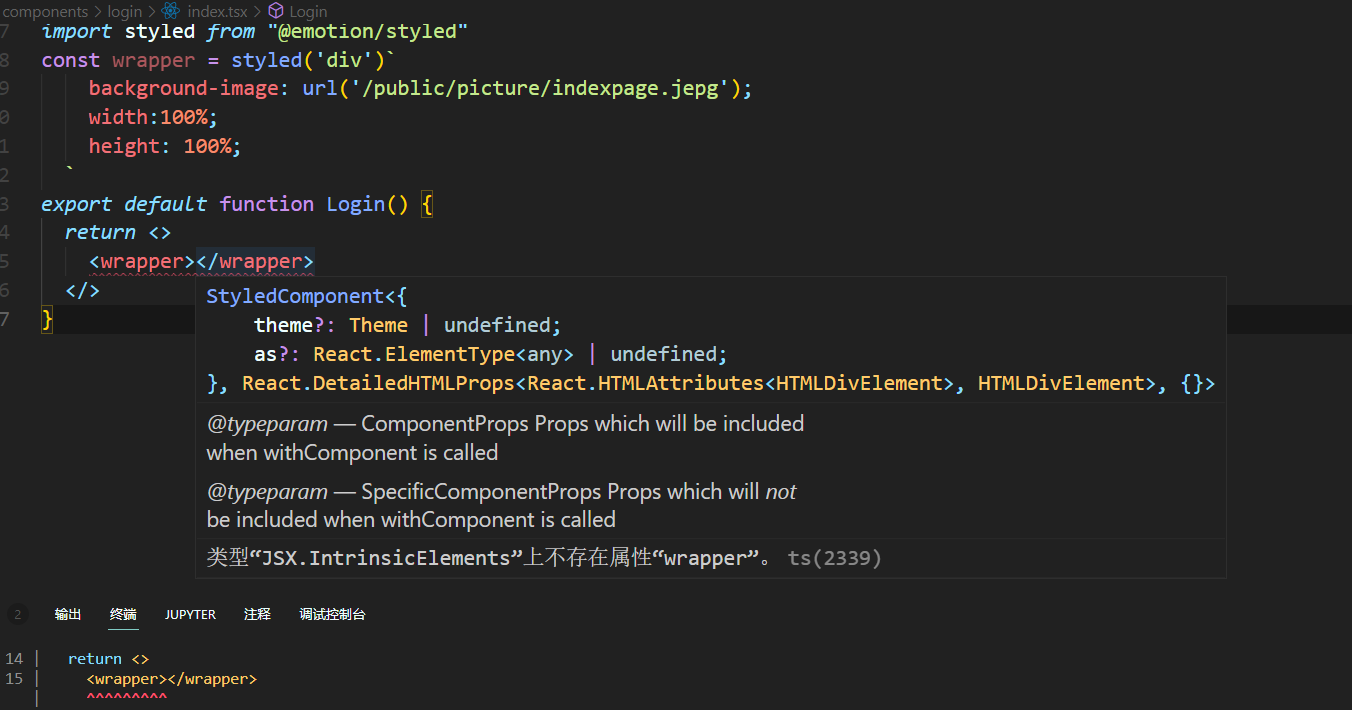 components > login > index.tsx > Login
7 import styled from "@emotion/styled"
8 const wrapper = styled('div')`
9 background-image: url('/public/picture/indexpage.jepg');
0 width:100%;
1 height: 100%;
2 `
3 export default function Login() {
4 return <>
5 <wrapper></wrapper>
6 </>
7 }
StyledComponent<{
theme?: Theme | undefined;
as?: React.ElementType<any> | undefined;
}, React.DetailedHTMLProps<React.HTMLAttributes<HTMLDivElement>, HTMLDivElement>, {}>
@typeparam — ComponentProps Props which will be included
when withComponent is called
@typeparam — SpecificComponentProps Props which will not
be included when withComponent is called
类型“JSX.IntrinsicElements”上不存在属性“wrapper”。 ts(2339)
2 输出 终端 JUPYTER 注释 调试控制台
14 | return <>
15 | <wrapper></wrapper>
| ^^^^^^^^^